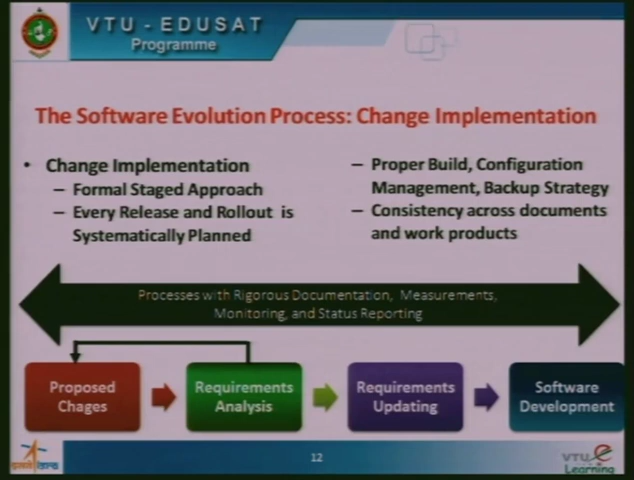 VTU - EDUSAT
Programme
The Software Evolution Process: Change Implementation
• Change Implementation
– Formal Staged Approach
– Every Release and Rollout is
Systematically Planned
– Proper Build, Configuration
Management, Backup Strategy
– Consistency across documents
and work products
Processes with Rigorous Documentation, Measurements,
Monitoring, and Status Reporting
Proposed
Chages
Requirements
Analysis
Requirements
Updating
Software
Development
12
VTU e
Learning